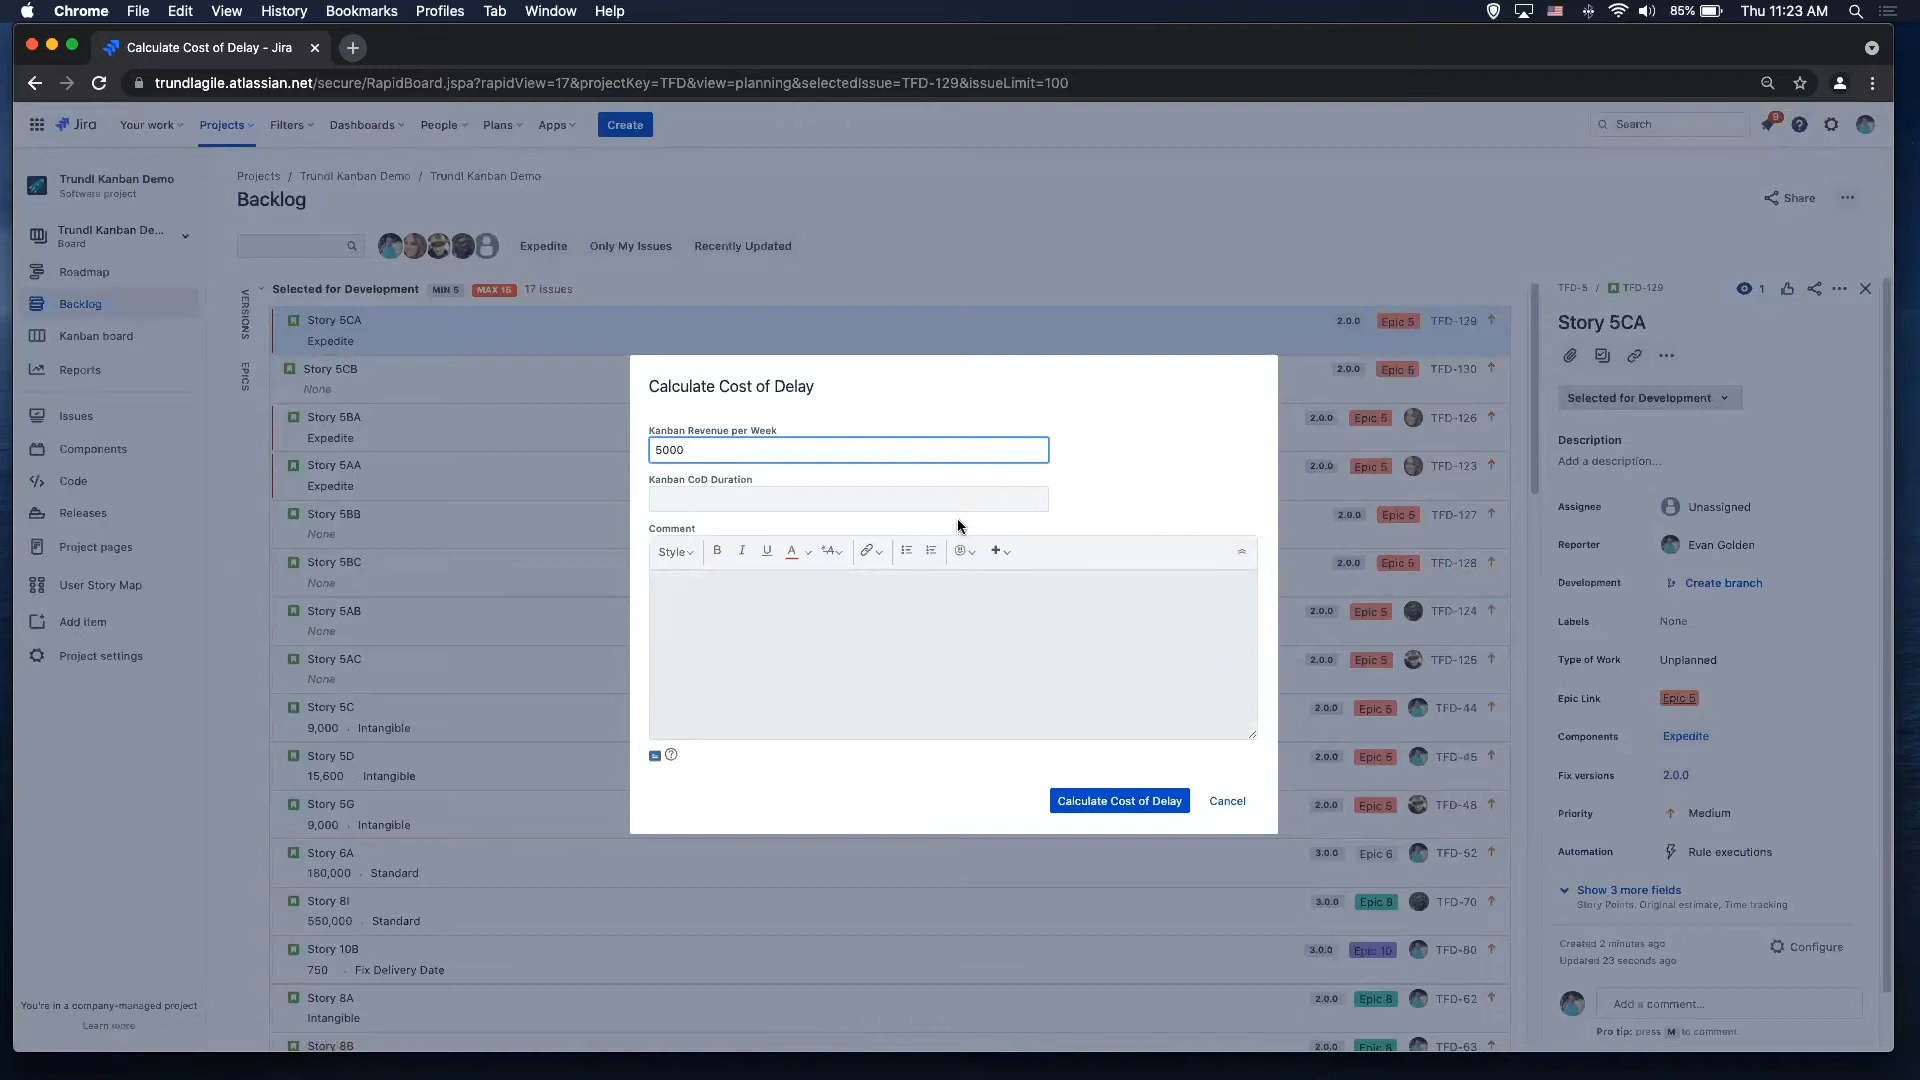 Chrome File Edit View History Bookmarks Profiles Tab Window Help 85% Thu 11:23 AM
Calculate Cost of Delay - Jira
trundlagile.atlassian.net/secure/RapidBoard.jspa?rapidView=17&projectKey=TFD&view=planning&selectedIssue=TFD-129&issueLimit=100
Jira Your work Projects Filters Dashboards People Plans Apps Create Search 9
Trundl Kanban Demo
Software project
Trundl Kanban De...
Board
Roadmap
Backlog
Kanban board
Reports
Issues
Components
Code
Releases
Project pages
User Story Map
Add item
Project settings
You're in a company-managed project
Learn more
Projects / Trundl Kanban Demo / Trundl Kanban Demo
Backlog
Share
Expedite Only My Issues Recently Updated
VERSIONS
EPICS
Selected for Development MIN 5 MAX 15 17 issues
Story 5CA 2.0.0 Epic 5 TFD-129
Expedite
Story 5CB 2.0.0 Epic 5 TFD-130
None
Story 5BA 2.0.0 Epic 5 TFD-126
Expedite
Story 5AA 2.0.0 Epic 5 TFD-123
Expedite
Story 5BB 2.0.0 Epic 5 TFD-127
None
Story 5BC 2.0.0 Epic 5 TFD-128
None
Story 5AB 2.0.0 Epic 5 TFD-124
None
Story 5AC 2.0.0 Epic 5 TFD-125
None
Story 5C 2.0.0 Epic 5 TFD-44
9,000 · Intangible
Story 5D 2.0.0 Epic 5 TFD-45
15,600 · Intangible
Story 5G 2.0.0 Epic 5 TFD-48
9,000 · Intangible
Story 6A 3.0.0 Epic 6 TFD-52
180,000 · Standard
Story 8I 3.0.0 Epic 8 TFD-70
550,000 · Standard
Story 10B 3.0.0 Epic 10 TFD-80
750 · Fix Delivery Date
Story 8A 2.0.0 Epic 8 TFD-62
Intangible
Story 8B 2.0.0 Epic 8 TFD-63
Calculate Cost of Delay
Kanban Revenue per Week
5000
Kanban CoD Duration
Comment
Style B I U A
Calculate Cost of Delay Cancel
TFD-5 / TFD-129 1
Story 5CA
Selected for Development
Description
Add a description...
Assignee Unassigned
Reporter Evan Golden
Development Create branch
Labels None
Type of Work Unplanned
Epic Link Epic 5
Components Expedite
Fix versions 2.0.0
Priority Medium
Automation Rule executions
Show 3 more fields
Story Points, Original estimate, Time tracking
Created 2 minutes ago
Updated 23 seconds ago
Configure
Add a comment...
Pro tip: press M to comment